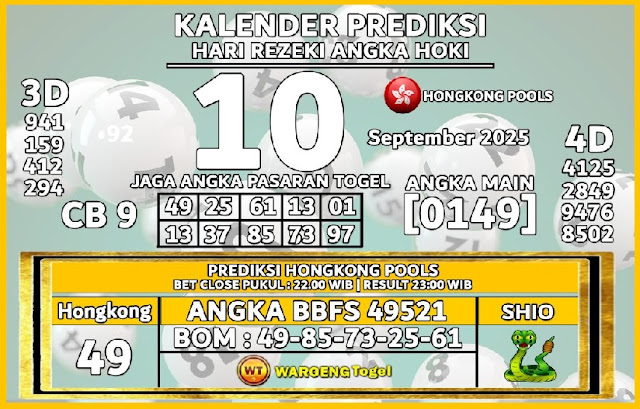 KALENDER PREDIKSI
HARI REZEKI ANGKA HOKI
10
HONGKONG POOLS
September 2025
3D
941
159
412
294
4D
4125
2849
9476
8502
JAGA ANGKA PASARAN TOGEL
CB 9
49 25 61 13 01
13 37 85 73 97
ANGKA MAIN
[0149]
PREDIKSI HONGKONG POOLS
BET CLOSE PUKUL : 22.00 WIB | RESULT 23:00 WIB
Hongkong
49
ANGKA BBFS 49521
BOM : 49-85-73-25-61
WT WAROENG Togel
SHIO